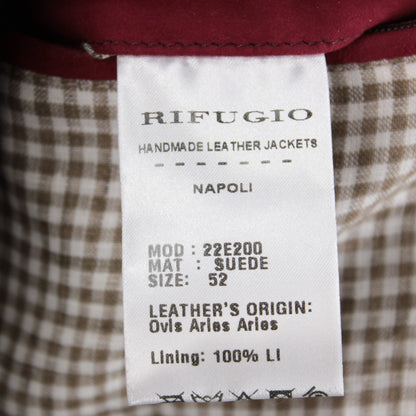 RIFUGIO
HANDMADE LEATHER JACKETS
- - - - - - -
NAPOLI
MOD : 22E200
MAT : SUEDE
SIZE: 52
LEATHER'S ORIGIN:
Ovis Aries Aries
Lining: 100% LI